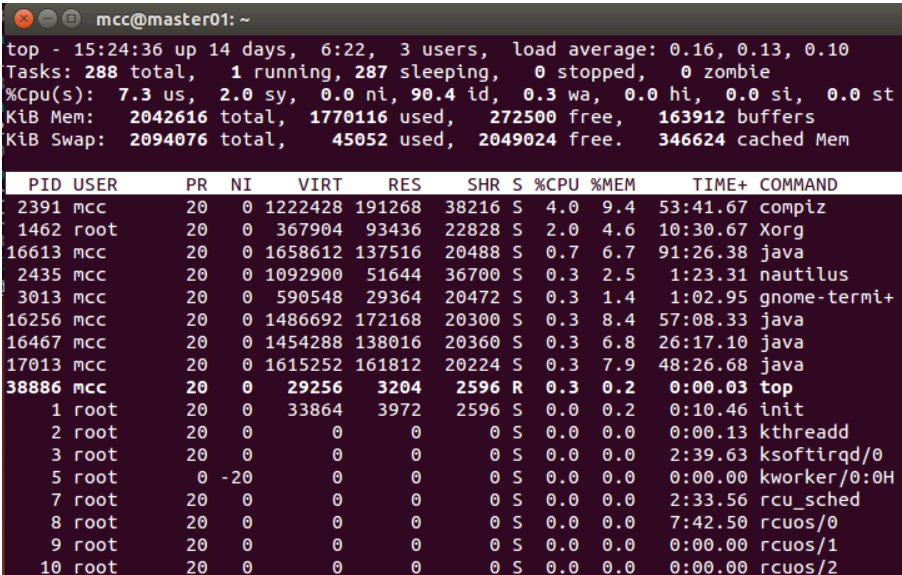 mcc@master01: ~
top - 15:24:36 up 14 days,  6:22,  3 users,  load average: 0.16, 0.13, 0.10
Tasks: 288 total,   1 running, 287 sleeping,   0 stopped,   0 zombie
%Cpu(s):  7.3 us,  2.0 sy,  0.0 ni, 90.4 id,  0.3 wa,  0.0 hi,  0.0 si,  0.0 st
KiB Mem:   2042616 total,  1770116 used,   272500 free,   163912 buffers
KiB Swap:  2094076 total,    45052 used,  2049024 free.   346624 cached Mem
  PID USER      PR  NI    VIRT    RES    SHR S %CPU %MEM     TIME+ COMMAND
 2391 mcc       20   0 1222428 191268  38216 S  4.0  9.4  53:41.67 compiz
 1462 root      20   0  367904  93436  22828 S  2.0  4.6  10:30.67 Xorg
16613 mcc       20   0 1658612 137516  20488 S  0.7  6.7  91:26.38 java
 2435 mcc       20   0 1092900  51644  36700 S  0.3  2.5   1:23.31 nautilus
 3013 mcc       20   0  590548  29364  20472 S  0.3  1.4   1:02.95 gnome-termi+
16256 mcc       20   0 1486692 172168  20300 S  0.3  8.4  57:08.33 java
16467 mcc       20   0 1454288 138016  20360 S  0.3  6.8  26:17.10 java
17013 mcc       20   0 1615252 161812  20224 S  0.3  7.9  48:26.68 java
38886 mcc       20   0   29256   3204   2596 R  0.3  0.2   0:00.03 top
    1 root      20   0   33864   3972   2596 S  0.0  0.2   0:10.46 init
    2 root      20   0       0      0      0 S  0.0  0.0   0:00.13 kthreadd
    3 root      20   0       0      0      0 S  0.0  0.0   2:39.63 ksoftirqd/0
    5 root       0 -20       0      0      0 S  0.0  0.0   0:00.00 kworker/0:0H
    7 root      20   0       0      0      0 S  0.0  0.0   2:33.56 rcu_sched
    8 root      20   0       0      0      0 S  0.0  0.0   7:42.50 rcuos/0
    9 root      20   0       0      0      0 S  0.0  0.0   0:00.00 rcuos/1
   10 root      20   0       0      0      0 S  0.0  0.0   0:00.00 rcuos/2